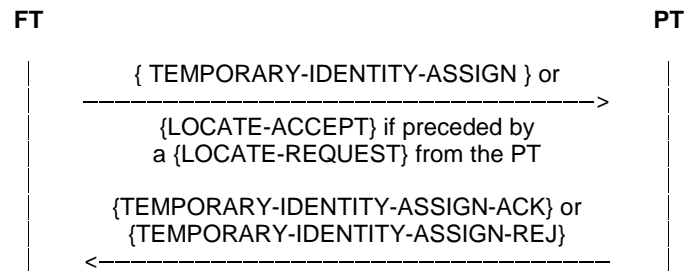 FT PT
{ TEMPORARY-IDENTITY-ASSIGN } or
{LOCATE-ACCEPT} if preceded by
a {LOCATE-REQUEST} from the PT
{TEMPORARY-IDENTITY-ASSIGN-ACK} or
{TEMPORARY-IDENTITY-ASSIGN-REJ}